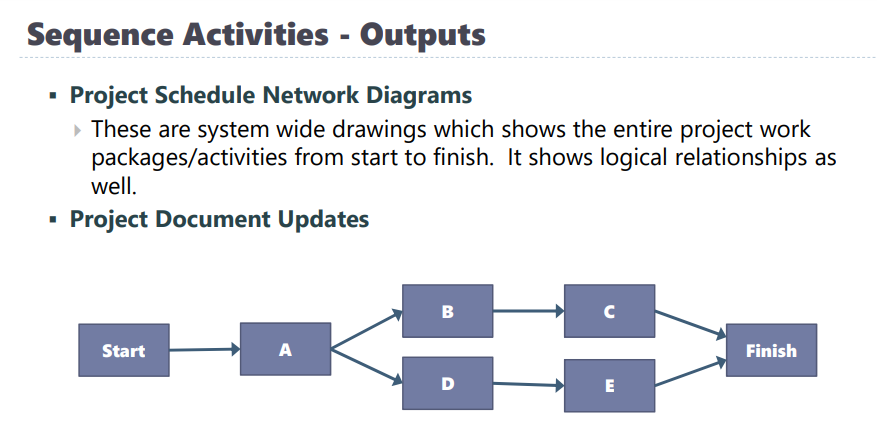 Sequence Activities - Outputs
Project Schedule Network Diagrams
These are system wide drawings which shows the entire project work
packages/activities from start to finish.  It shows logical relationships as
well.
Project Document Updates
B
C
Start
A
Finish
D
E